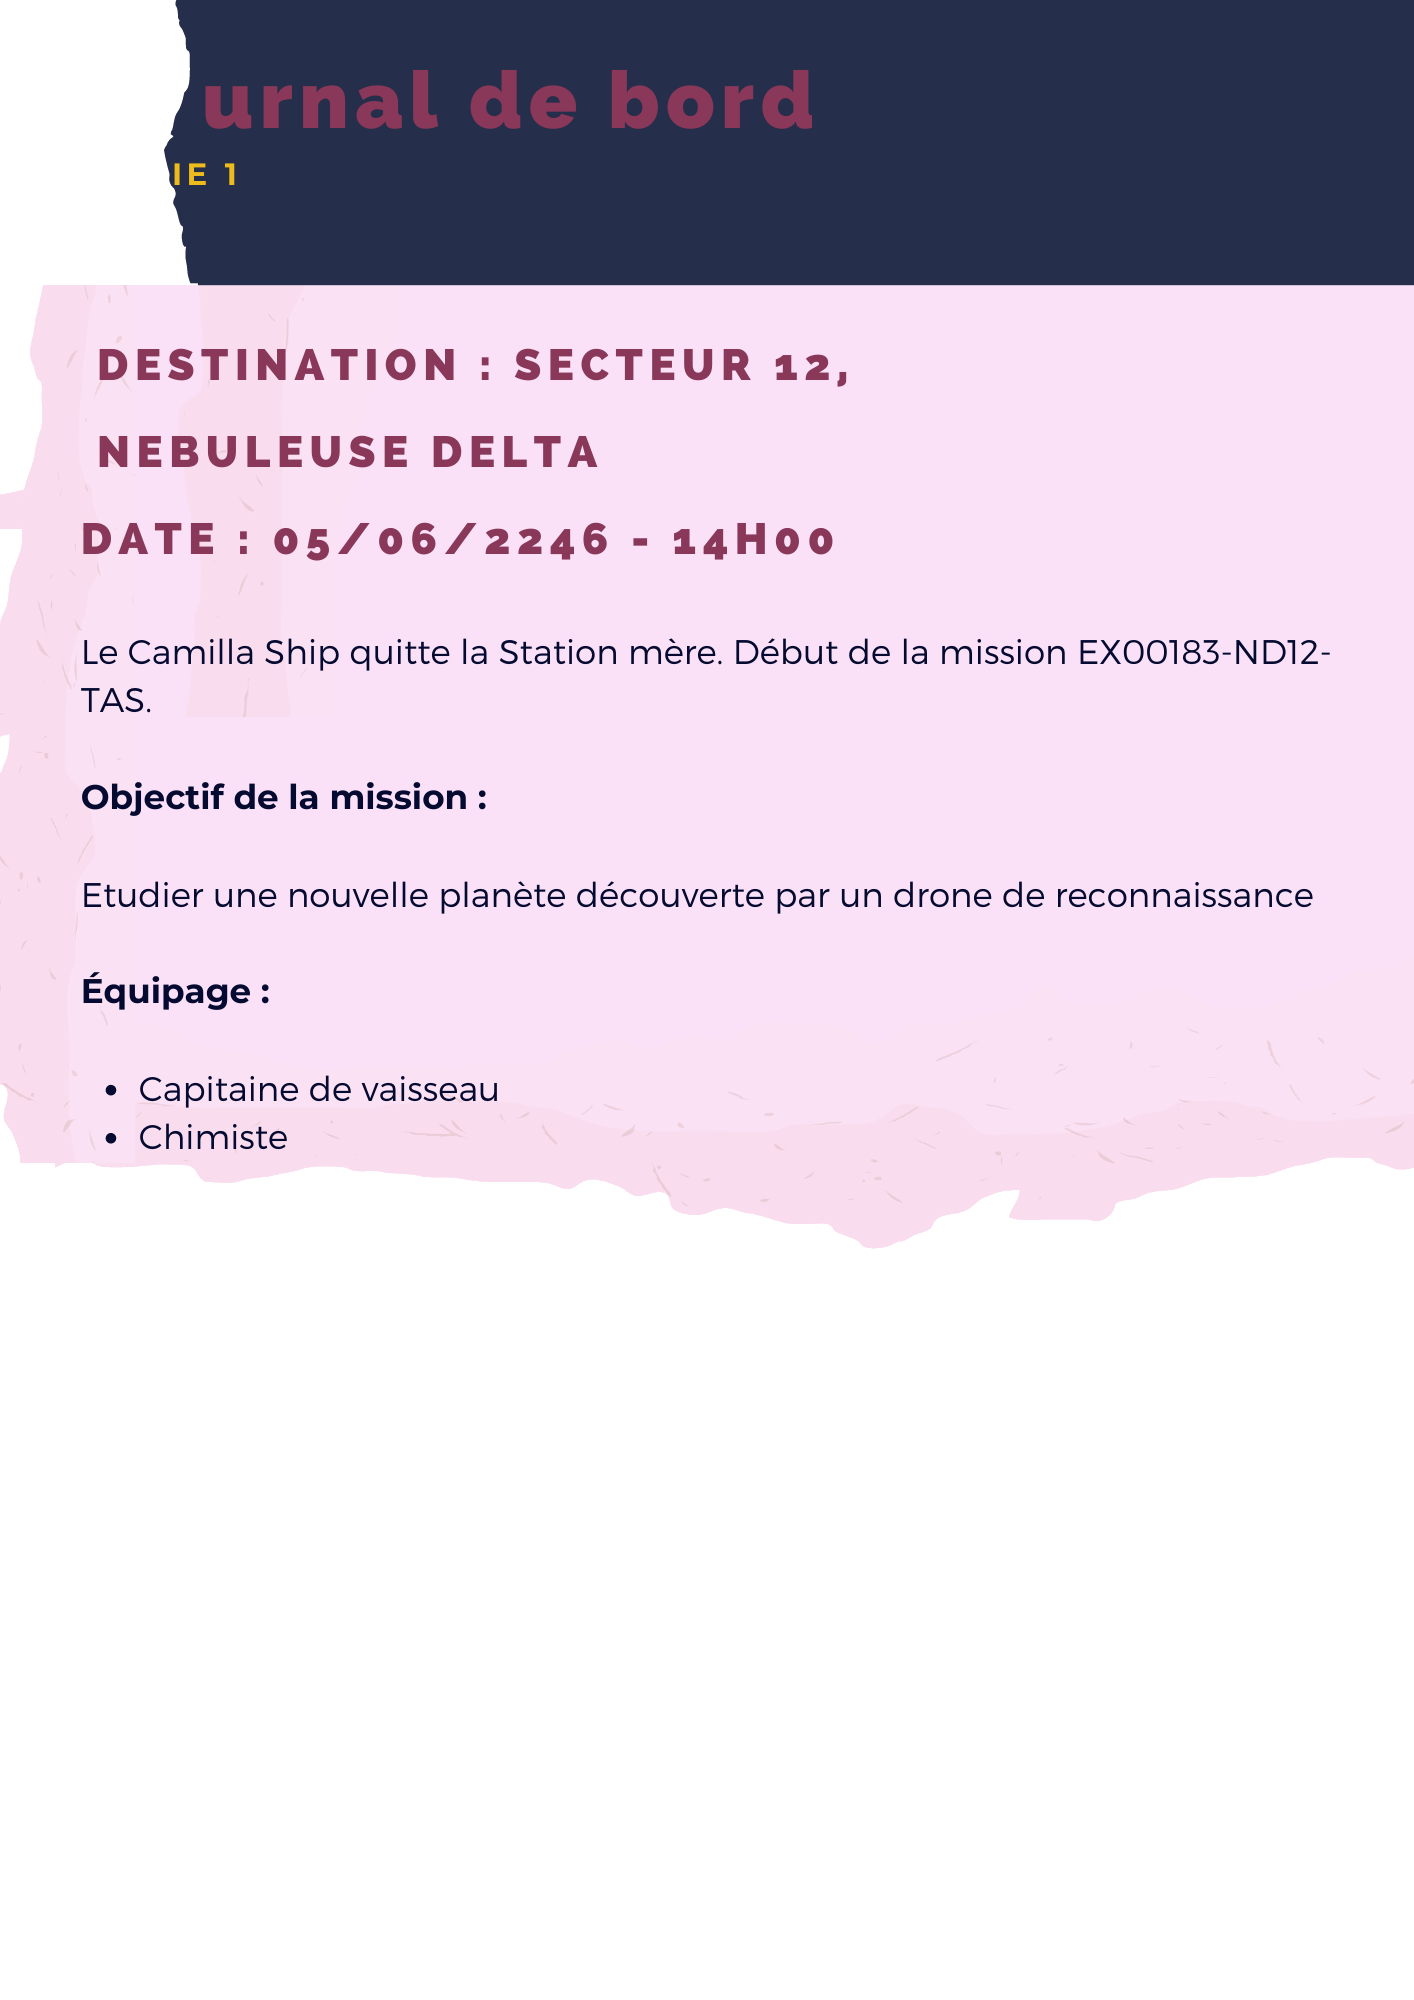 urnal de bord
IE 1
DESTINATION : SECTEUR 12,
NEBULEUSE DELTA
DATE : 05/06/2246 - 14H00
Le Camilla Ship quitte la Station mère. Début de la mission EX00183-ND12-
TAS.
Objectif de la mission :
Etudier une nouvelle planète découverte par un drone de reconnaissance
Équipage :
• Capitaine de vaisseau
• Chimiste